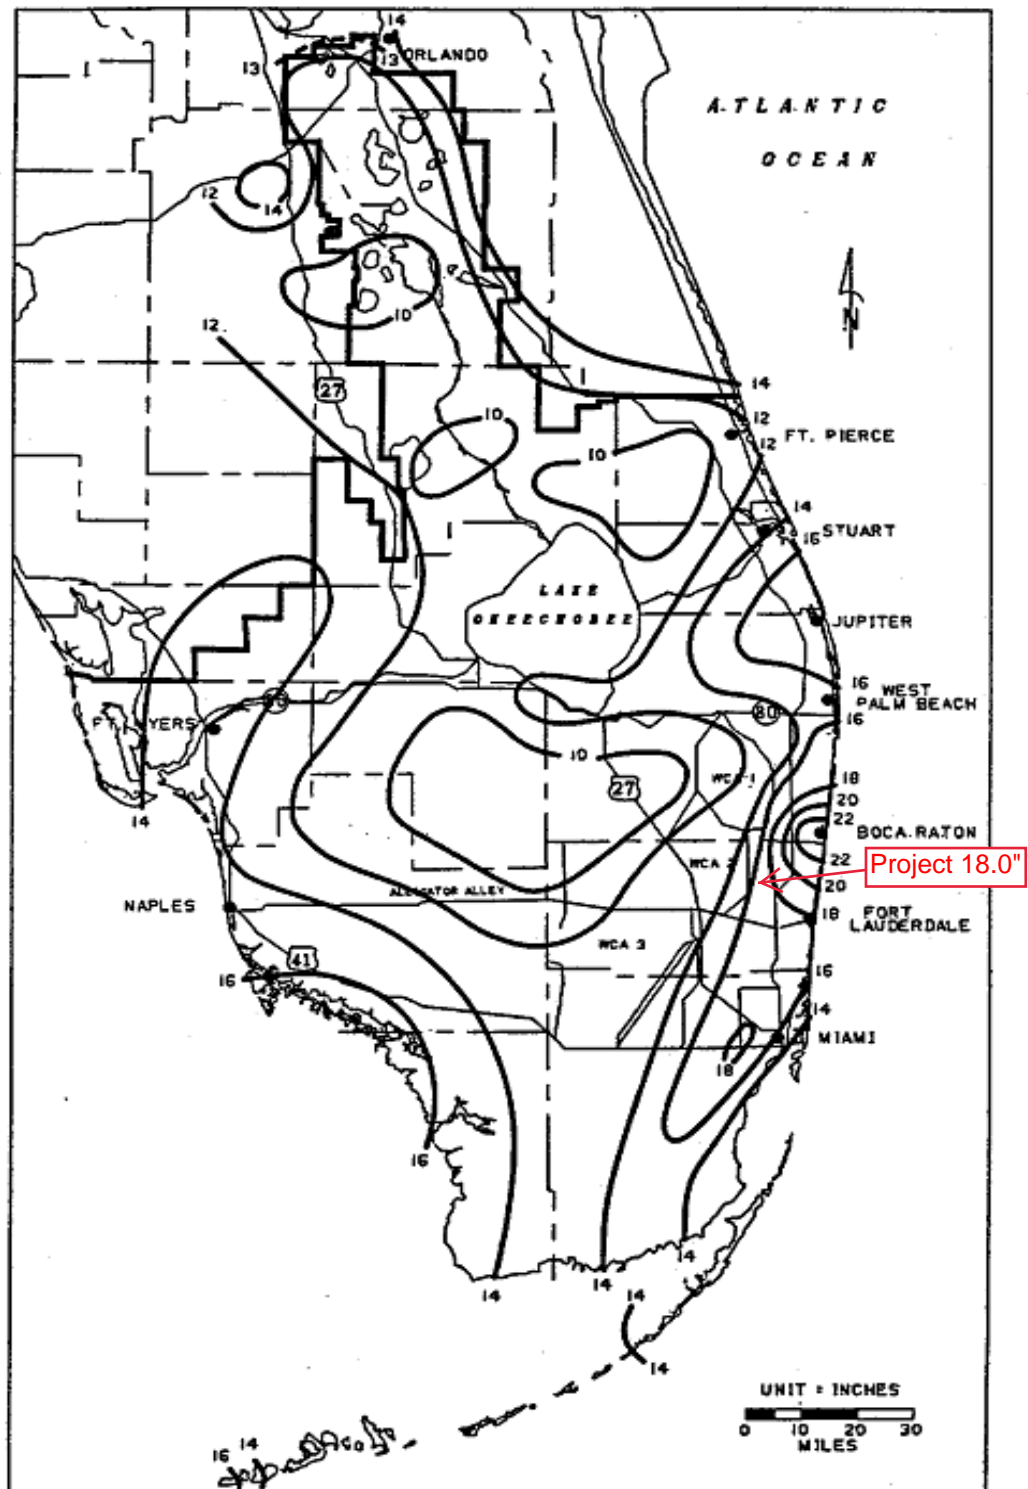 14
13
13
ORLANDO
ATLANTIC
OCEAN
12
14
N
10
12
27
14
12
10
FT. PIERCE
12
10
14
16
STUART
LAKE
OKEECHOBEE
JUPITER
16
WEST
PALM BEACH
80
16
10
WCA-1
27
18
20
22
BOCA RATON
14
WCA 2
22
Project 18.0"
ALLIGATOR ALLEY
20
NAPLES
18
FORT
LAUDERDALE
WCA 3
41
16
16
14
MIAMI
18
16
14
14
14
14
14
UNIT = INCHES
0 10 20 30
MILES
14
16